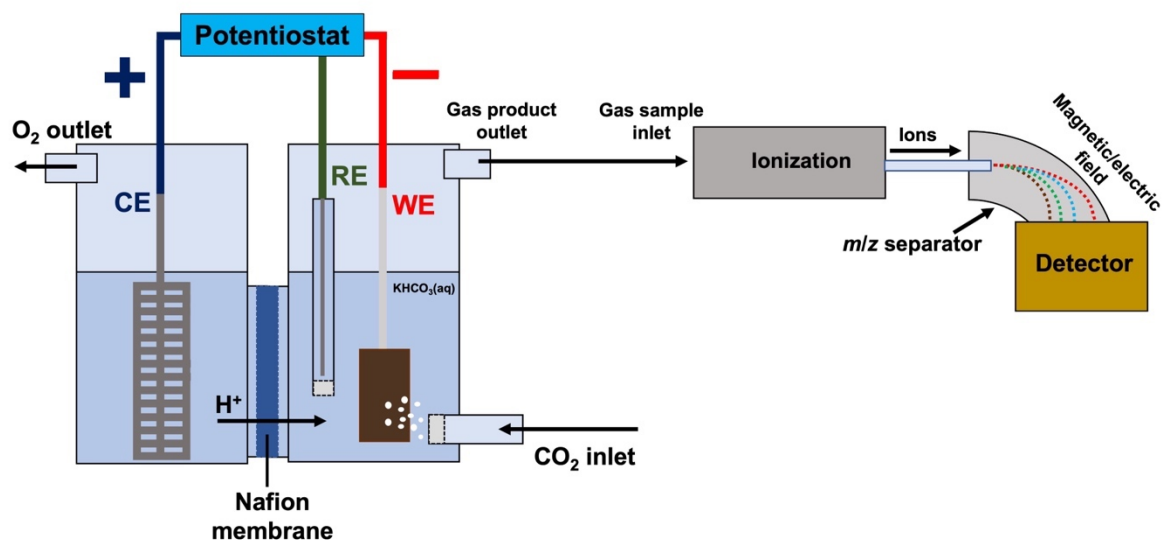 Potentiostat
+
−
O₂ outlet
CE
RE
WE
KHCO₃(aq)
H⁺
Nafion
membrane
CO₂ inlet
Gas product
outlet
Gas sample
inlet
Ionization
Ions
m/z separator
Magnetic/electric
field
Detector